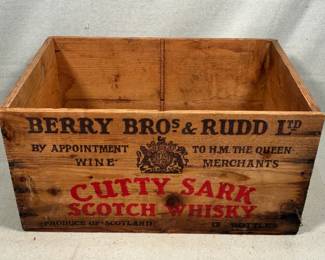 BERRY BROS & RUDD LTD
BY APPOINTMENT TO H.M. THE QUEEN
WINE MERCHANTS
CUTTY SARK
SCOTCH WHISKY
PRODUCE OF SCOTLAND 12 BOTTLES